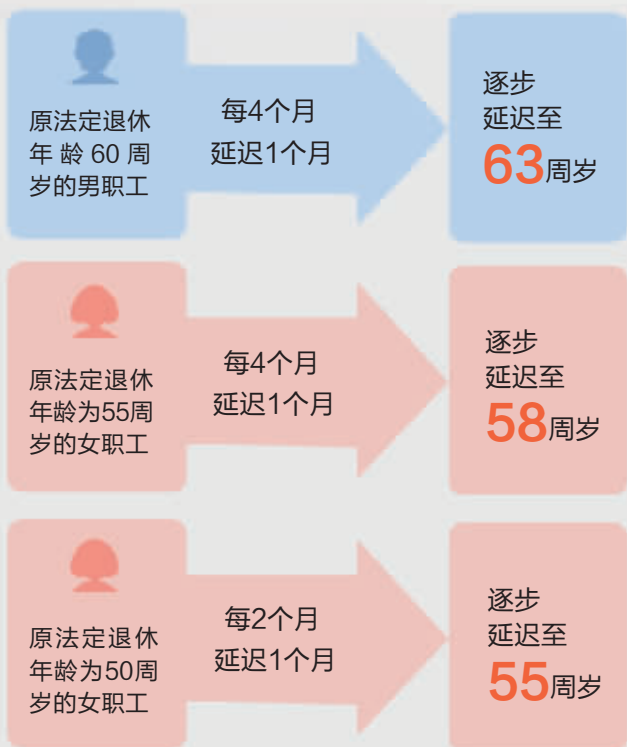 原法定退休
年龄60周
岁的男职工
每4个月
延迟1个月
逐步
延迟至
63周岁
原法定退休
年龄为55周
岁的女职工
每4个月
延迟1个月
逐步
延迟至
58周岁
原法定退休
年龄为50周
岁的女职工
每2个月
延迟1个月
逐步
延迟至
55周岁